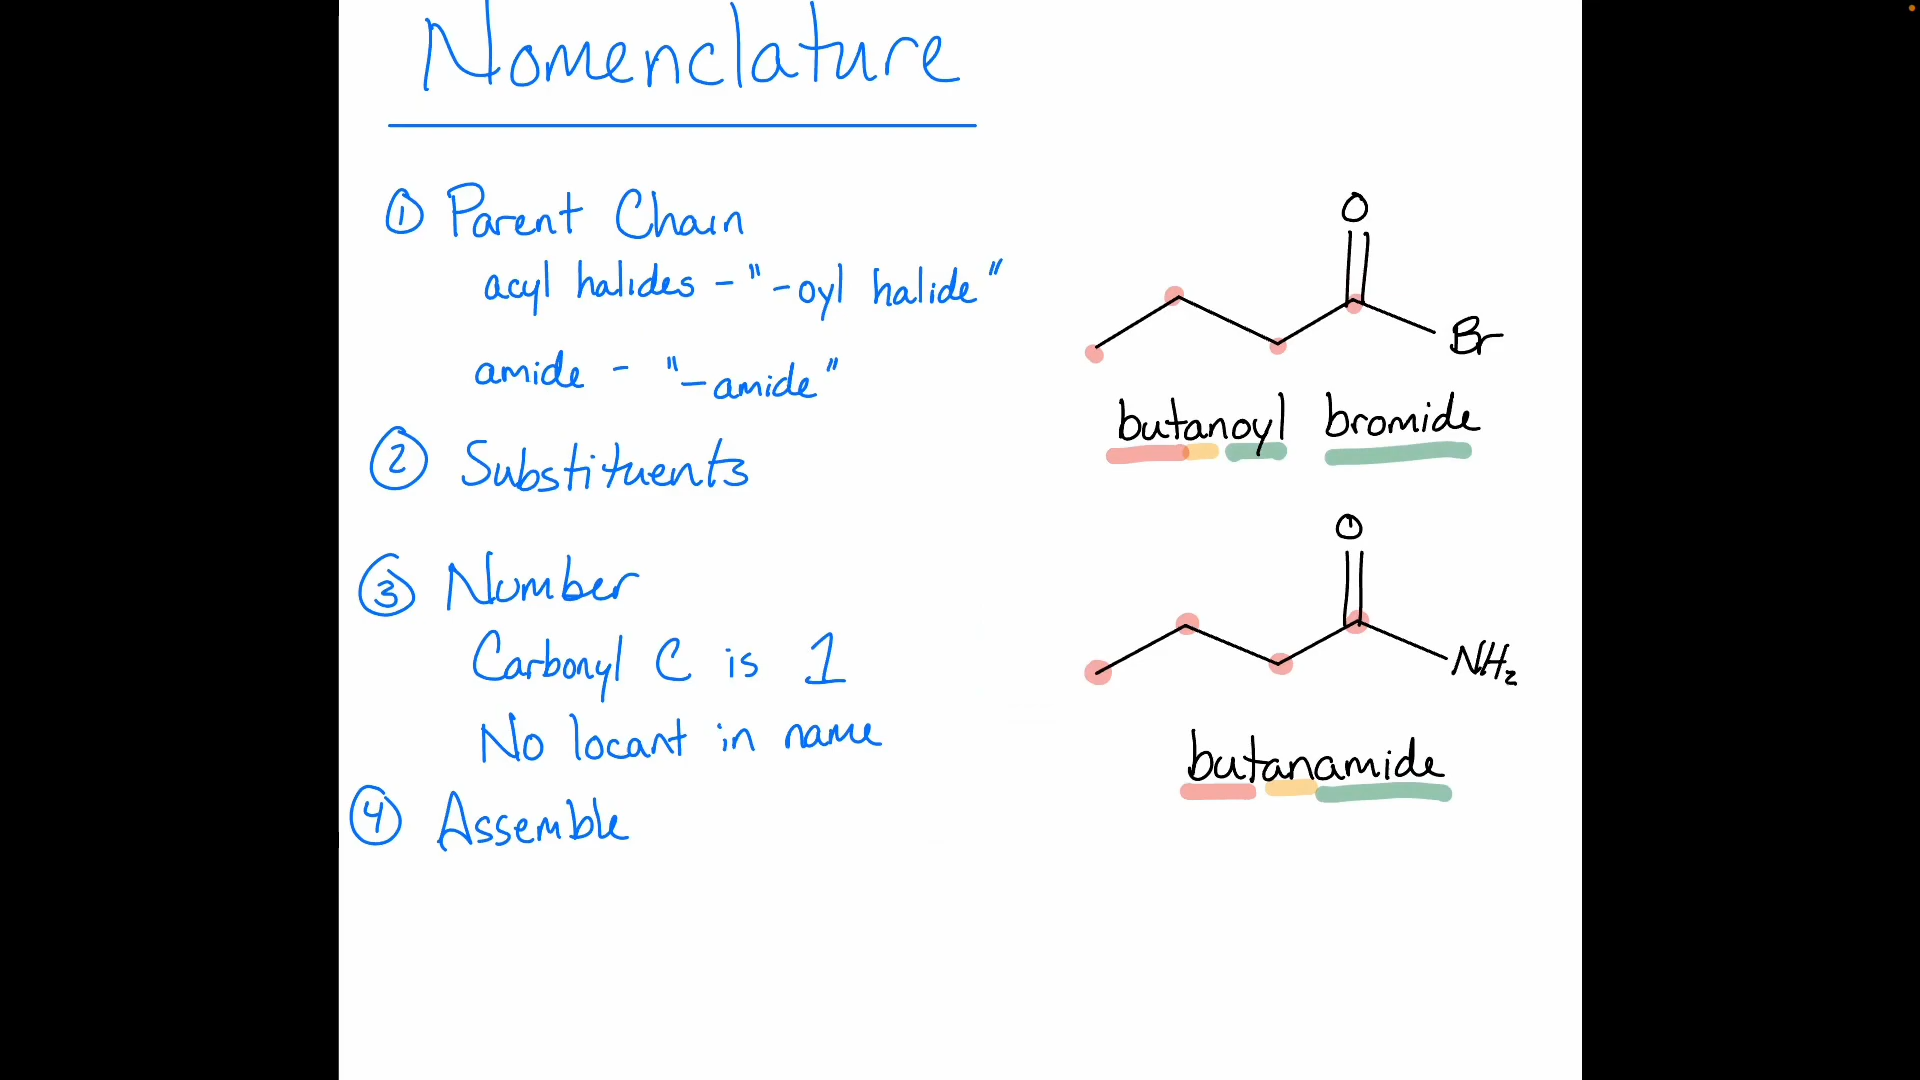 Nomenclature
① Parent Chain
acyl halides - "-oyl halide"
amide - "-amide"
② Substituents
③ Number
Carbonyl C is 1
No locant in name
④ Assemble
O
Br
butanoyl bromide
O
NH₂
butanamide